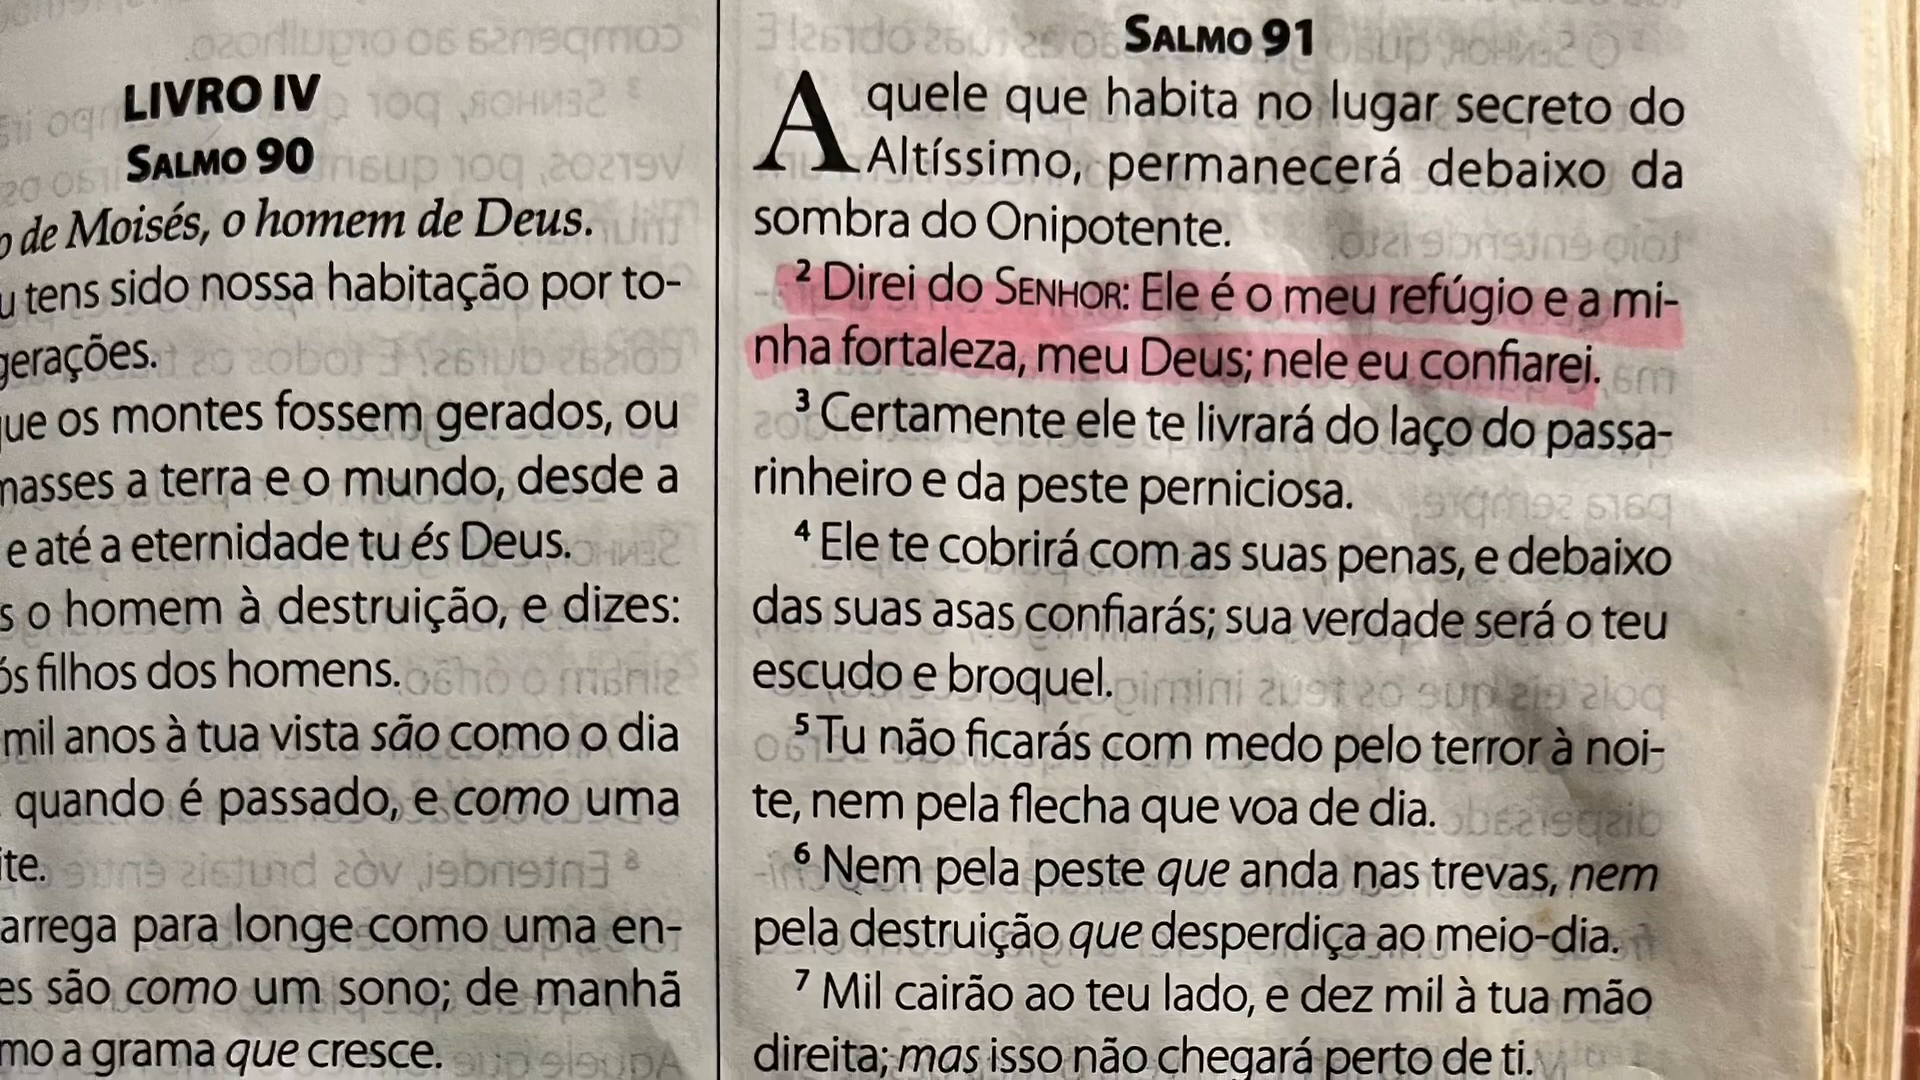 LIVRO IV
SALMO 90
de Moisés, o homem de Deus.
tens sido nossa habitação por to-
gerações.
que os montes fossem gerados, ou
a terra e o mundo, desde a
e até a eternidade tu és Deus.
o homem à destruição, e dizes:
filhos dos homens.
mil anos à tua vista são como o dia
quando é passado, e como uma
para longe como uma en-
são como um sono; de manhã
a grama que cresce.
SALMO 91
Aquele que habita no lugar secreto do
Altíssimo, permanecerá debaixo da
sombra do Onipotente.
2 Direi do SENHOR: Ele é o meu refúgio e a mi-
nha fortaleza, meu Deus; nele eu confiarei.
3 Certamente ele te livrará do laço do passa-
rinheiro e da peste perniciosa.
4 Ele te cobrirá com as suas penas, e debaixo
das suas asas confiarás; sua verdade será o teu
escudo e broquel.
5 Tu não ficarás com medo pelo terror à noi-
te, nem pela flecha que voa de dia.
6 Nem pela peste que anda nas trevas, nem
pela destruição que desperdiça ao meio-dia.
7 Mil cairão ao teu lado, e dez mil à tua mão
direita; mas isso não chegará perto de ti.